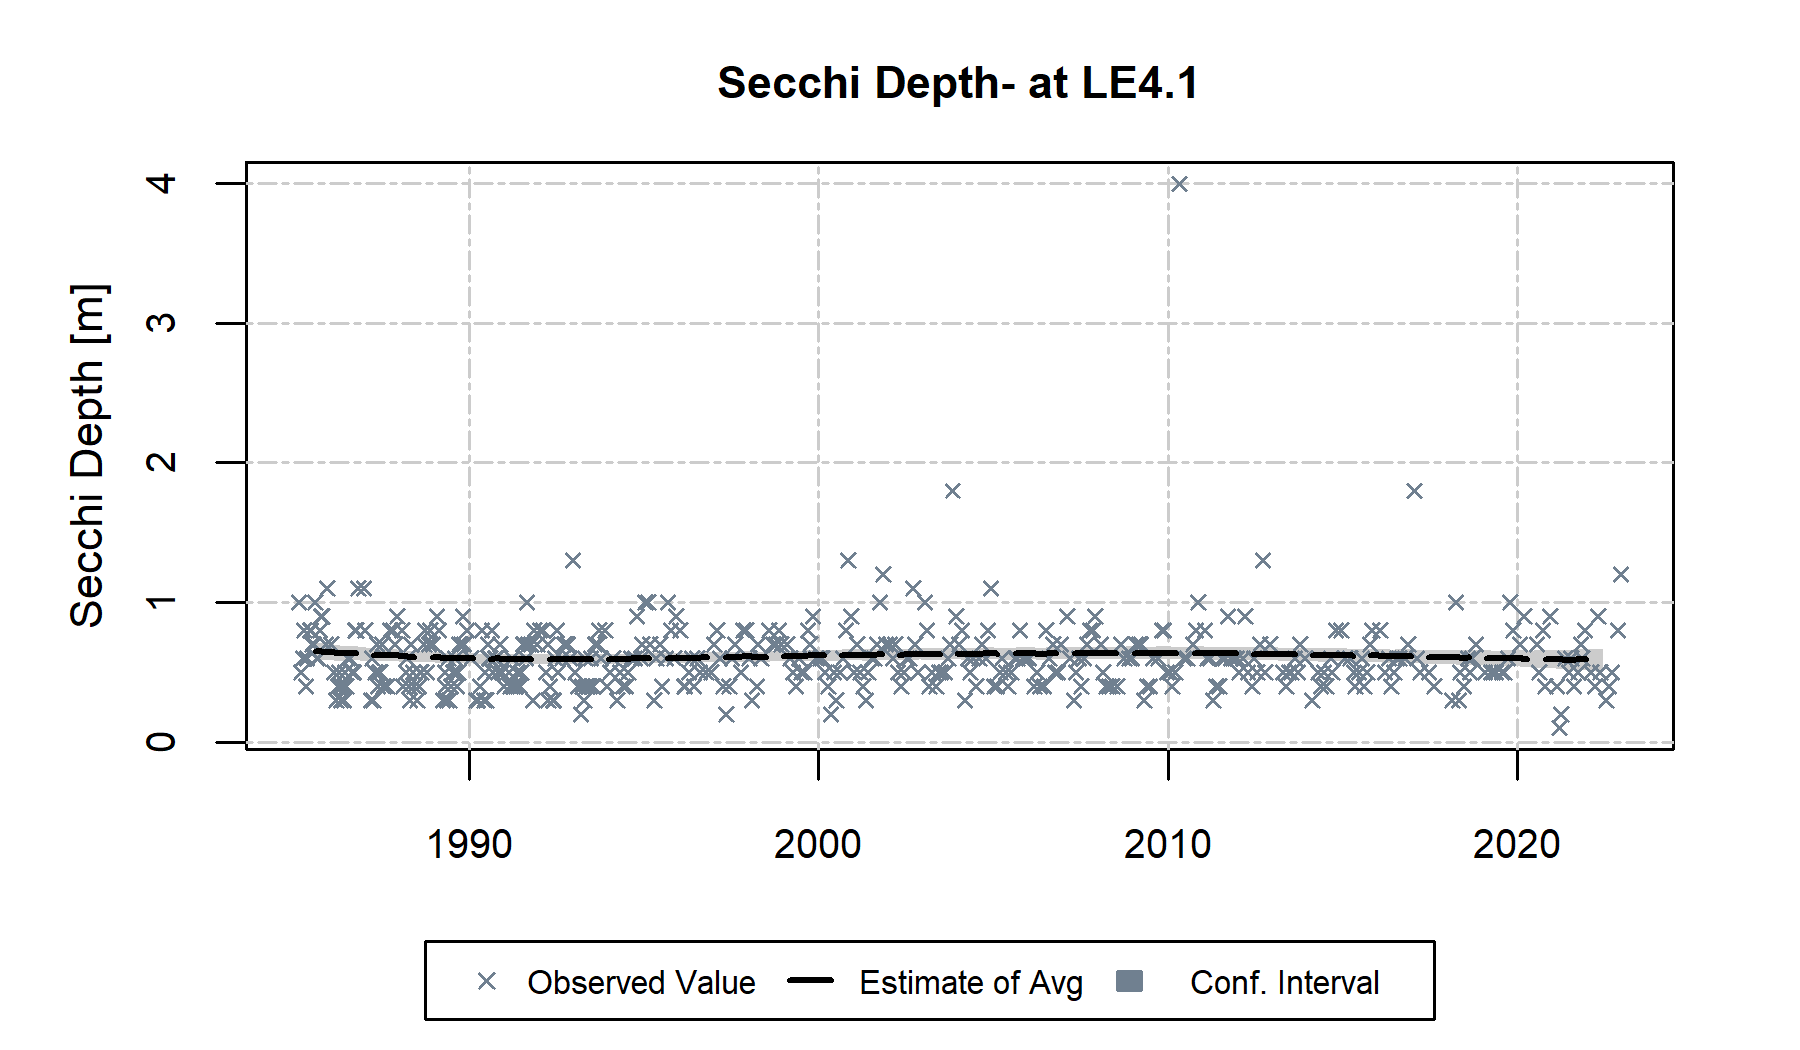 Secchi Depth- at LE4.1
Secchi Depth [m]
4
3
2
1
0
1990 2000 2010 2020
Observed Value Estimate of Avg Conf. Interval